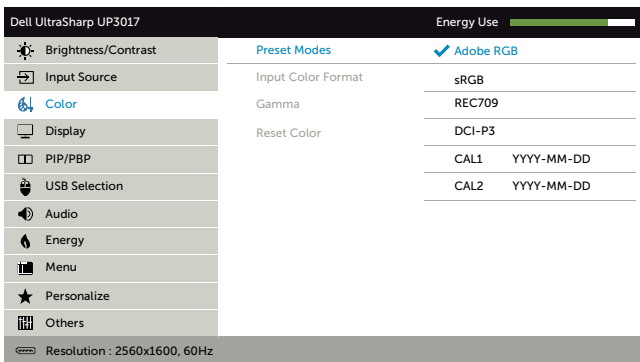 Dell UltraSharp UP3017 Energy Use
Brightness/Contrast Preset Modes Adobe RGB
Input Source Input Color Format sRGB
Color Gamma REC709
Display Reset Color DCI-P3
PIP/PBP CAL1 YYYY-MM-DD
USB Selection CAL2 YYYY-MM-DD
Audio
Energy
Menu
Personalize
Others
Resolution : 2560x1600, 60Hz